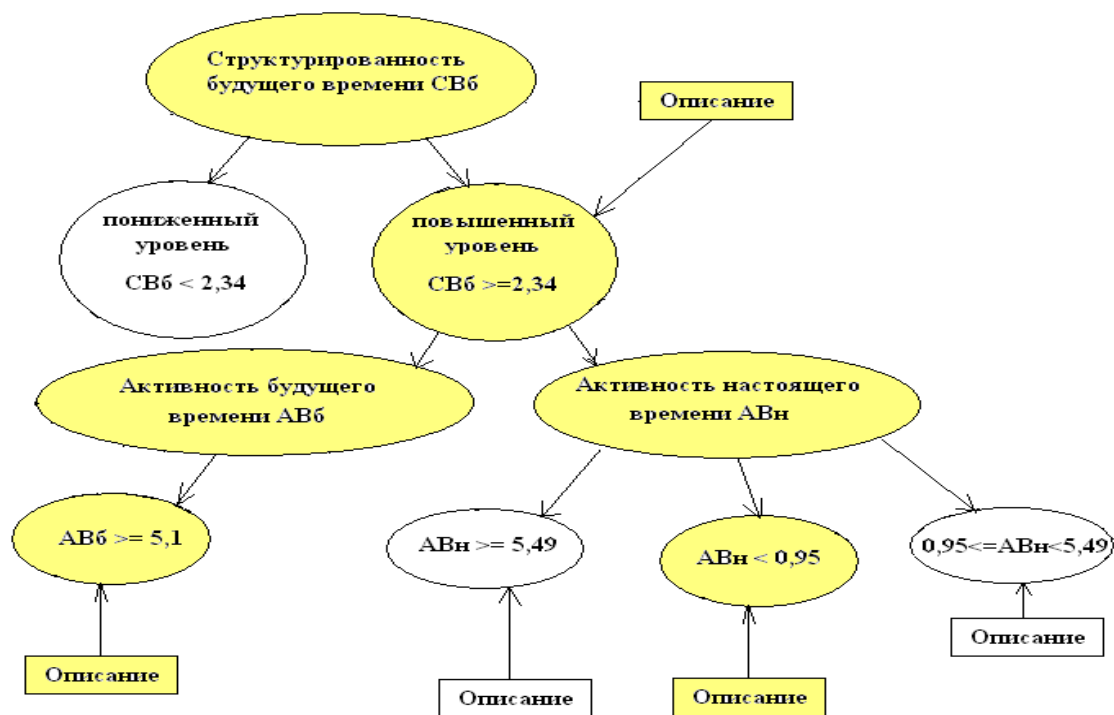 Структурированность
будущего времени СВб
Описание
пониженный
уровень
СВб < 2,34
повышенный
уровень
СВб >=2,34
Активность будущего
времени АВб
Активность настоящего
времени АВн
АВб >= 5,1
АВн >= 5,49
АВн < 0,95
0,95<=АВн<5,49
Описание
Описание
Описание
Описание